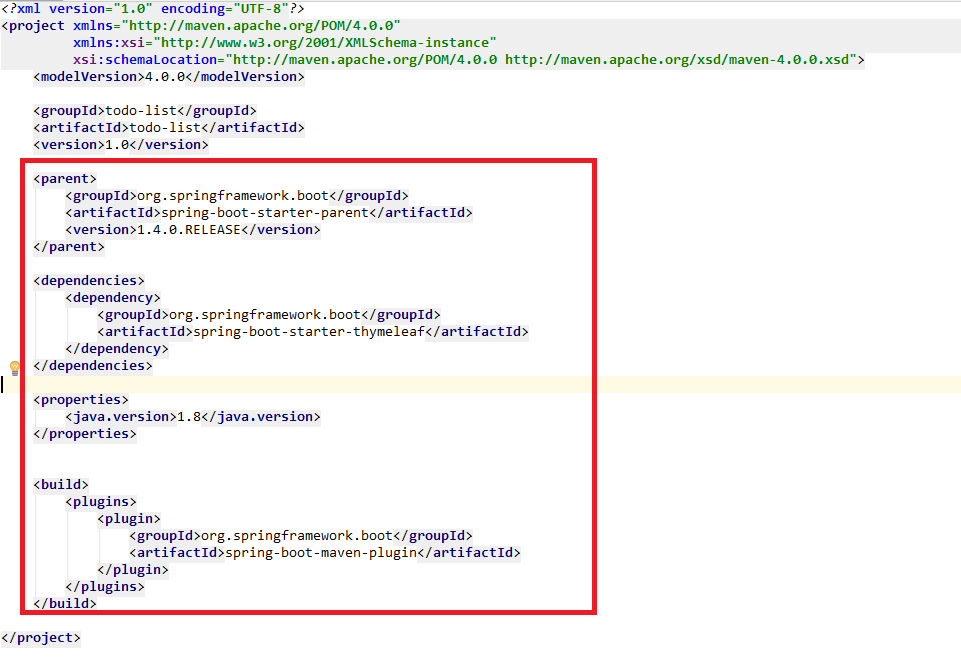 <?xml version="1.0" encoding="UTF-8"?>
<project xmlns="http://maven.apache.org/POM/4.0.0"
         xmlns:xsi="http://www.w3.org/2001/XMLSchema-instance"
         xsi:schemaLocation="http://maven.apache.org/POM/4.0.0 http://maven.apache.org/xsd/maven-4.0.0.xsd">
    <modelVersion>4.0.0</modelVersion>

    <groupId>todo-list</groupId>
    <artifactId>todo-list</artifactId>
    <version>1.0</version>

    <parent>
        <groupId>org.springframework.boot</groupId>
        <artifactId>spring-boot-starter-parent</artifactId>
        <version>1.4.0.RELEASE</version>
    </parent>

    <dependencies>
        <dependency>
            <groupId>org.springframework.boot</groupId>
            <artifactId>spring-boot-starter-thymeleaf</artifactId>
        </dependency>
    </dependencies>

    <properties>
        <java.version>1.8</java.version>
    </properties>


    <build>
        <plugins>
            <plugin>
                <groupId>org.springframework.boot</groupId>
                <artifactId>spring-boot-maven-plugin</artifactId>
            </plugin>
        </plugins>
    </build>

</project>